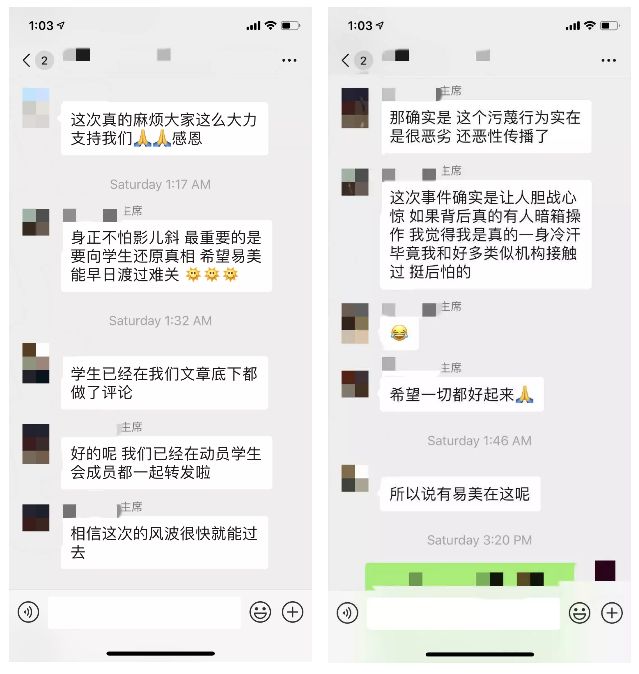 1:03
2
这次真的麻烦大家这么大力
支持我们🙏🙏感恩
Saturday 1:17 AM
主席
身正不怕影儿斜 最重要的是
要向学生还原真相 希望易美
能早日渡过难关 🌞🌞🌞
Saturday 1:32 AM
学生已经在我们文章底下都
做了评论
主席
好的呢 我们已经在动员学生
会成员都一起转发啦
主席
相信这次的风波很快就能过
去
1:03
2
主席
那确实是 这个污蔑行为实在
是很恶劣 还恶性传播了
主席
这次事件确实是让人胆战心
惊 如果背后真的有人暗箱操
作 我觉得我是真的一身冷汗
毕竟我和好多类似机构接触
过 挺后怕的
主席
😂
主席
希望一切都好起来🙏
Saturday 1:46 AM
所以说有易美在这呢
Saturday 3:20 PM